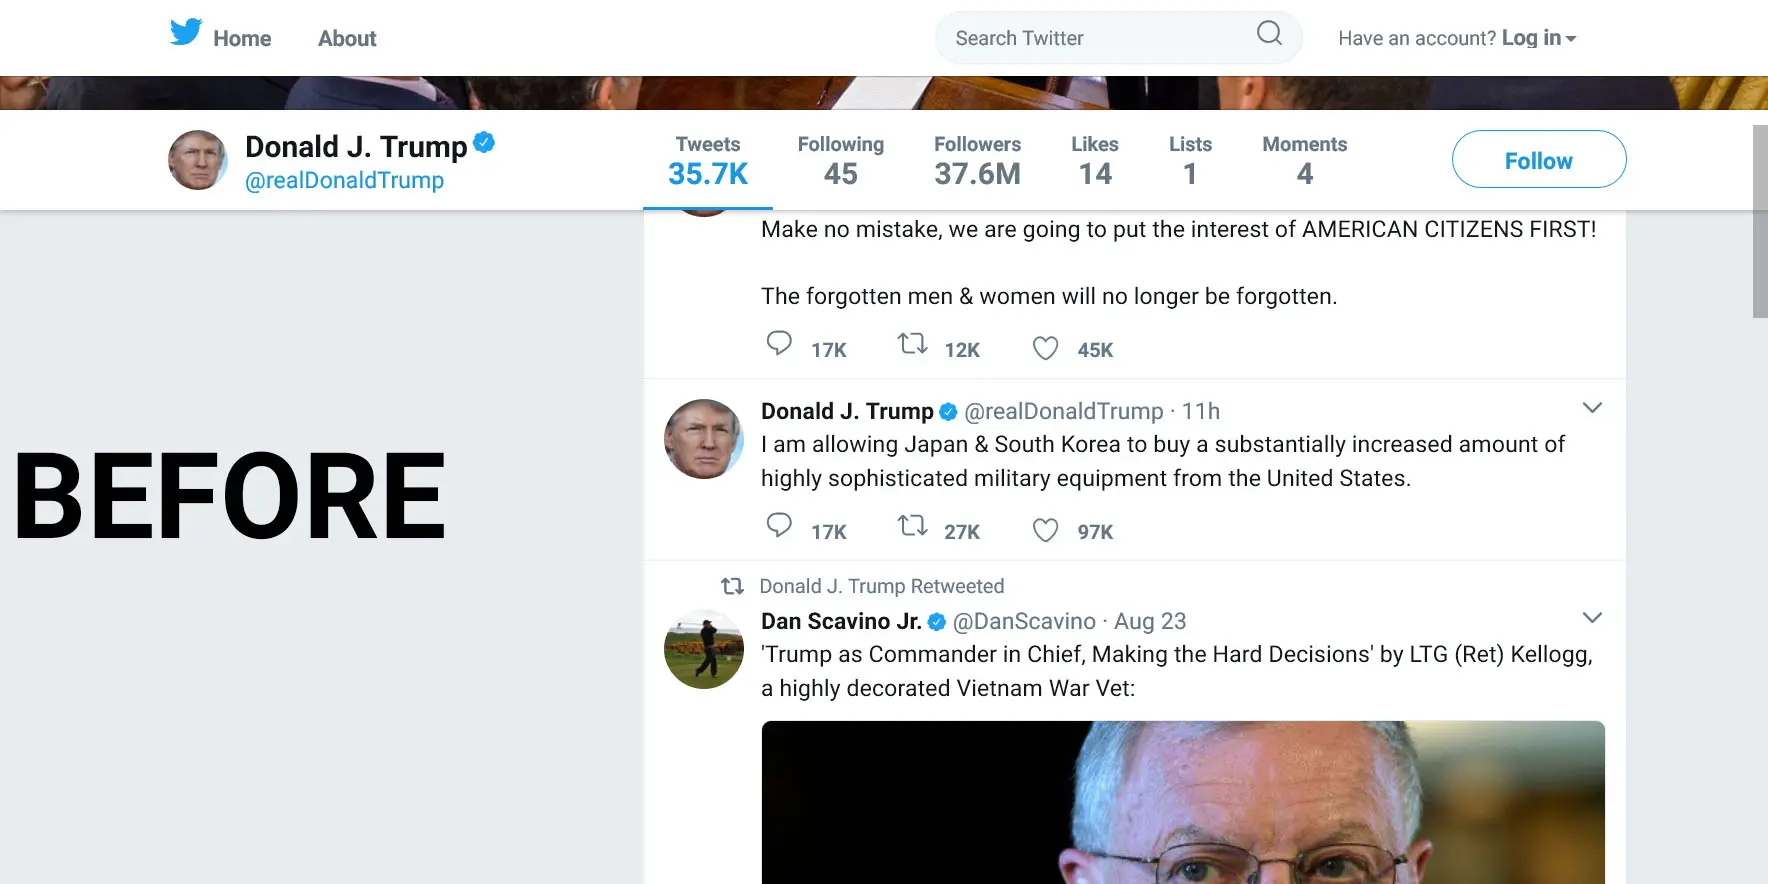 Home About Search Twitter Have an account? Log in
Donald J. Trump
@realDonaldTrump
Tweets Following Followers Likes Lists Moments
35.7K 45 37.6M 14 1 4
Follow
Make no mistake, we are going to put the interest of AMERICAN CITIZENS FIRST!
The forgotten men & women will no longer be forgotten.
17K 12K 45K
BEFORE
Donald J. Trump @realDonaldTrump · 11h
I am allowing Japan & South Korea to buy a substantially increased amount of
highly sophisticated military equipment from the United States.
17K 27K 97K
Donald J. Trump Retweeted
Dan Scavino Jr. @DanScavino · Aug 23
'Trump as Commander in Chief, Making the Hard Decisions' by LTG (Ret) Kellogg,
a highly decorated Vietnam War Vet: